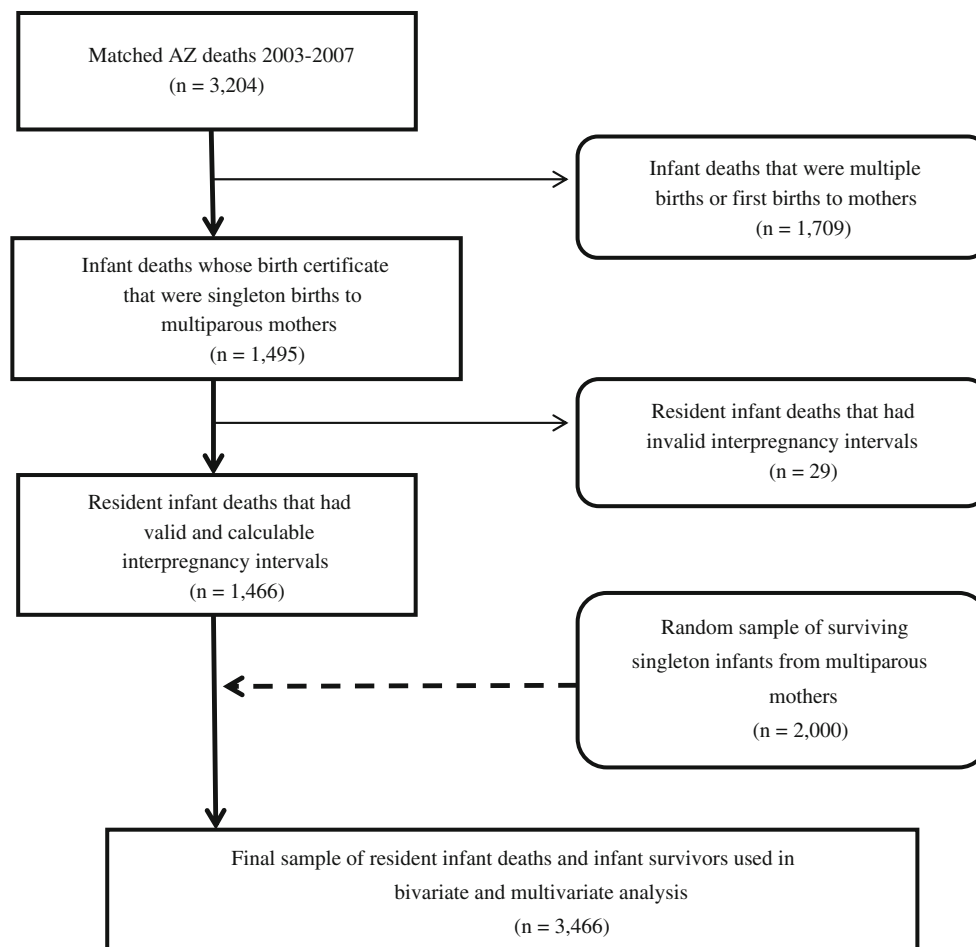 Matched AZ deaths 2003-2007
(n = 3,204)
Infant deaths that were multiple
births or first births to mothers
(n = 1,709)
Infant deaths whose birth certificate
that were singleton births to
multiparous mothers
(n = 1,495)
Resident infant deaths that had
invalid interpregnancy intervals
(n = 29)
Resident infant deaths that had
valid and calculable
interpregnancy intervals
(n = 1,466)
Random sample of surviving
singleton infants from multiparous
mothers
(n = 2,000)
Final sample of resident infant deaths and infant survivors used in
bivariate and multivariate analysis
(n = 3,466)